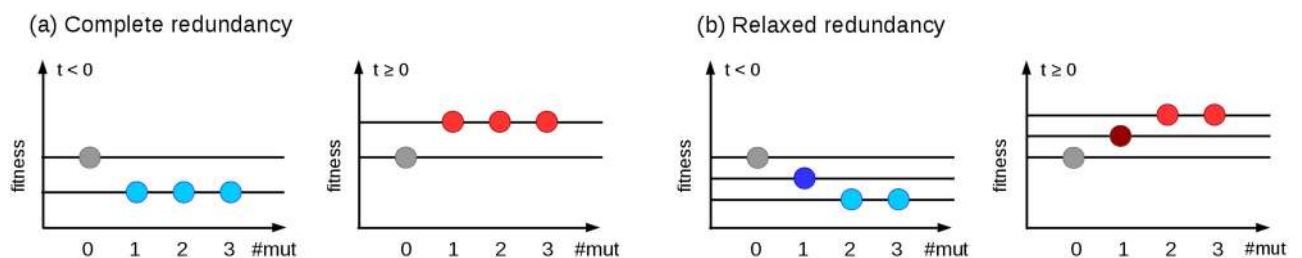 (a) Complete redundancy
(b) Relaxed redundancy
t < 0
t ≥ 0
t < 0
t ≥ 0
fitness
fitness
fitness
fitness
0 1 2 3 #mut
0 1 2 3 #mut
0 1 2 3 #mut
0 1 2 3 #mut